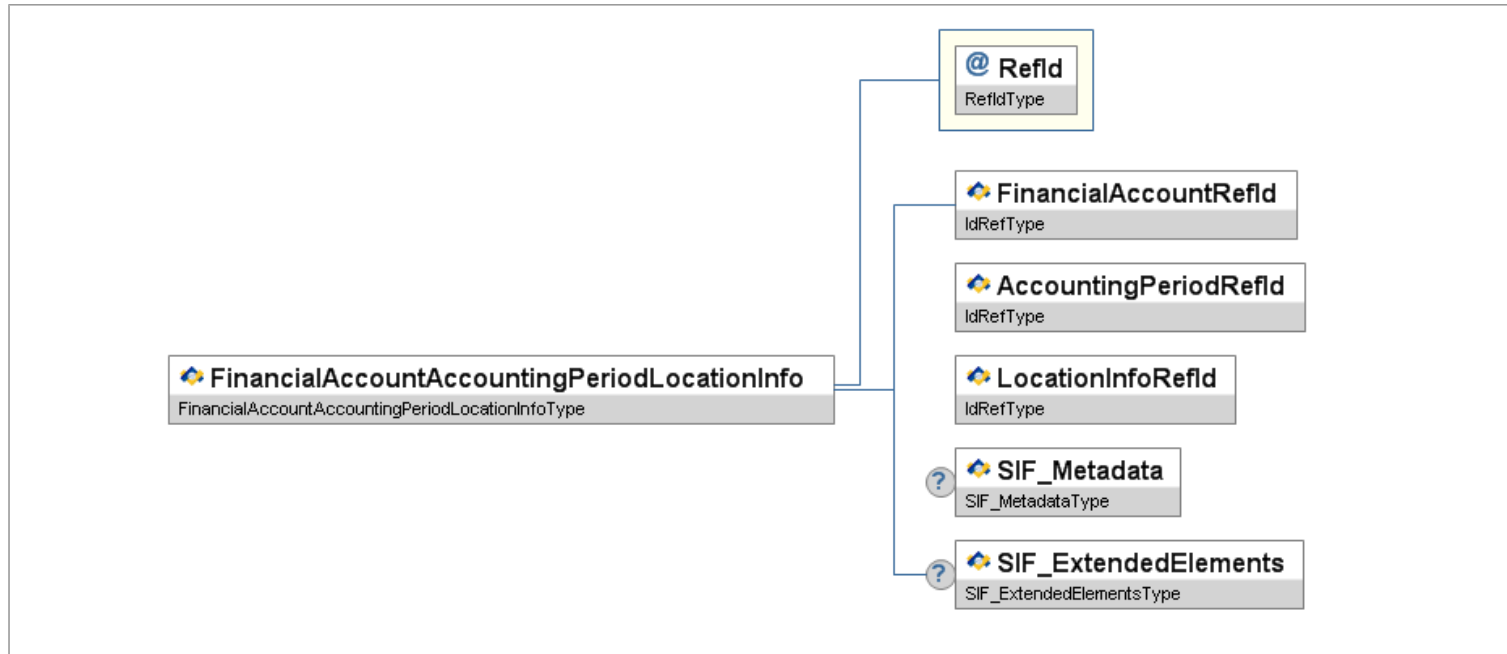 @ RefId
RefIdType
FinancialAccountRefId
IdRefType
AccountingPeriodRefId
IdRefType
FinancialAccountAccountingPeriodLocationInfo
FinancialAccountAccountingPeriodLocationInfoType
LocationInfoRefId
IdRefType
? SIF_Metadata
SIF_MetadataType
? SIF_ExtendedElements
SIF_ExtendedElementsType